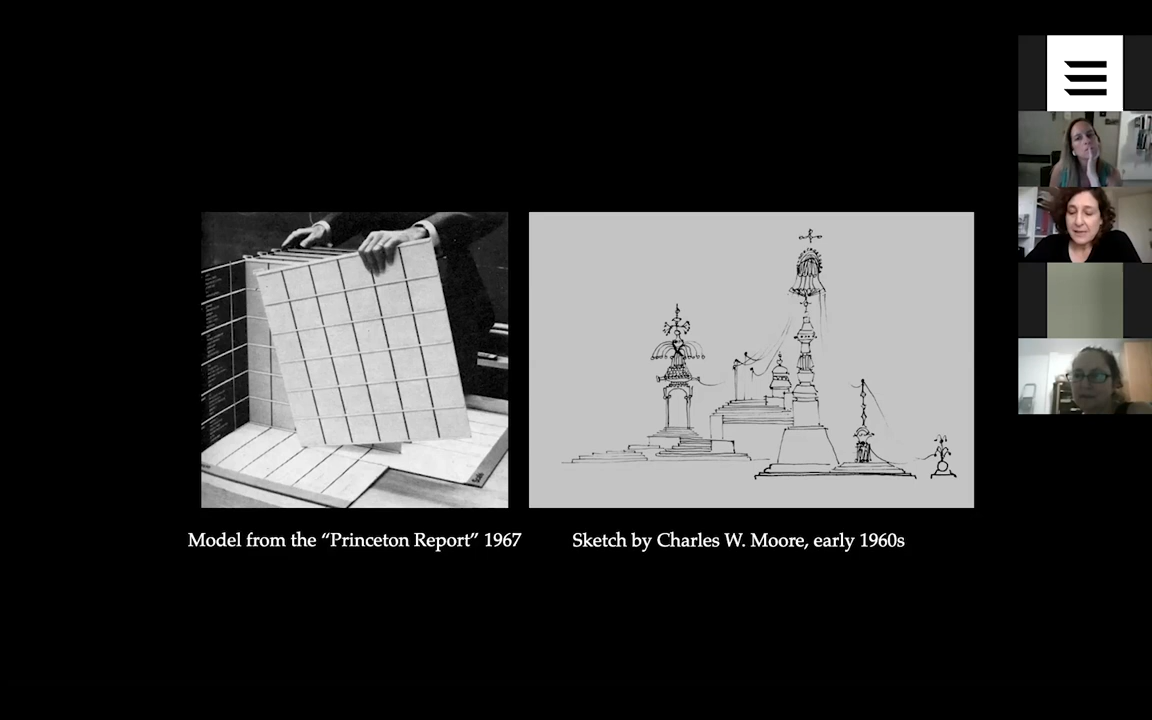 Model from the “Princeton Report” 1967
Sketch by Charles W. Moore, early 1960s